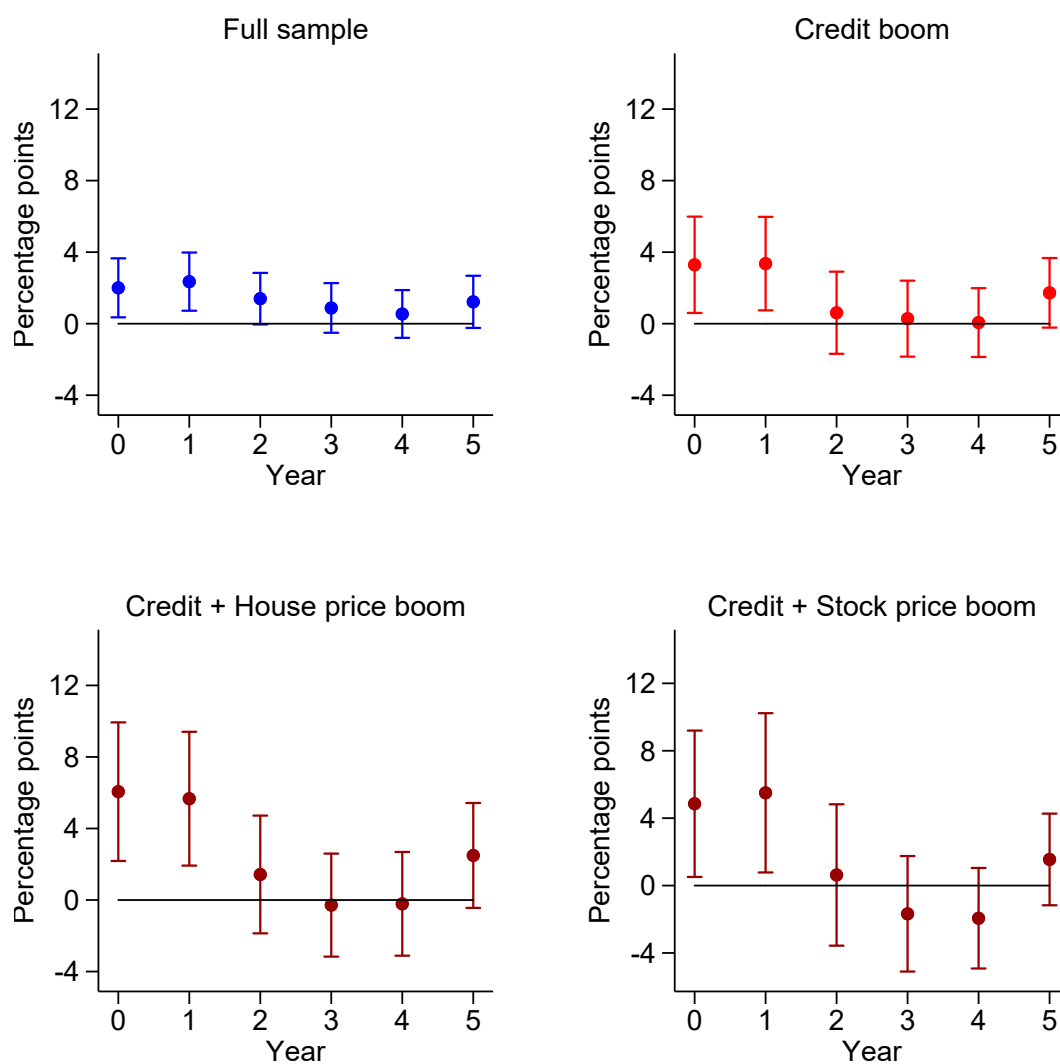 Full sample
Percentage points
12
8
4
0
-4
0 1 2 3 4 5
Year
Credit boom
Percentage points
12
8
4
0
-4
0 1 2 3 4 5
Year
Credit + House price boom
Percentage points
12
8
4
0
-4
0 1 2 3 4 5
Year
Credit + Stock price boom
Percentage points
12
8
4
0
-4
0 1 2 3 4 5
Year